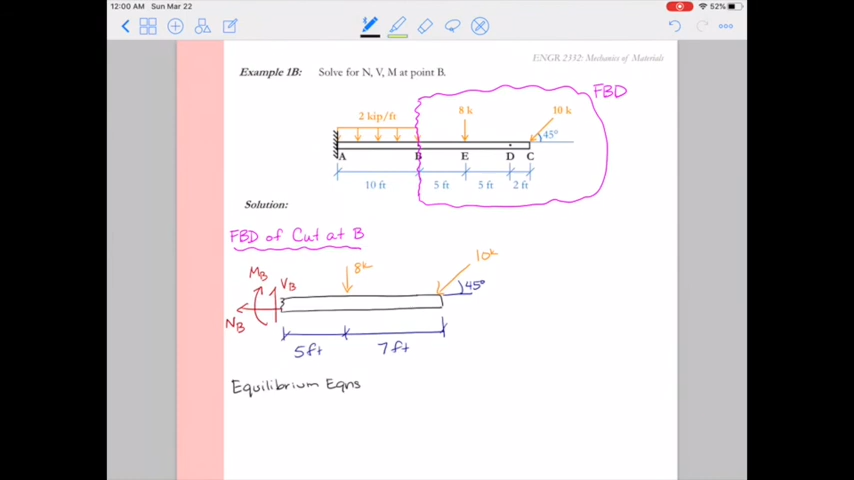 12:00 AM Sun Mar 22
52%
ENGR 2332: Mechanics of Materials
Example 1B: Solve for N, V, M at point B.
FBD
2 kip/ft
8 k
10 k
45°
A B E D C
10 ft 5 ft 5 ft 2 ft
Solution:
FBD of Cut at B
MB VB 8k 10k
45°
NB
5ft 7ft
Equilibrium Eqns